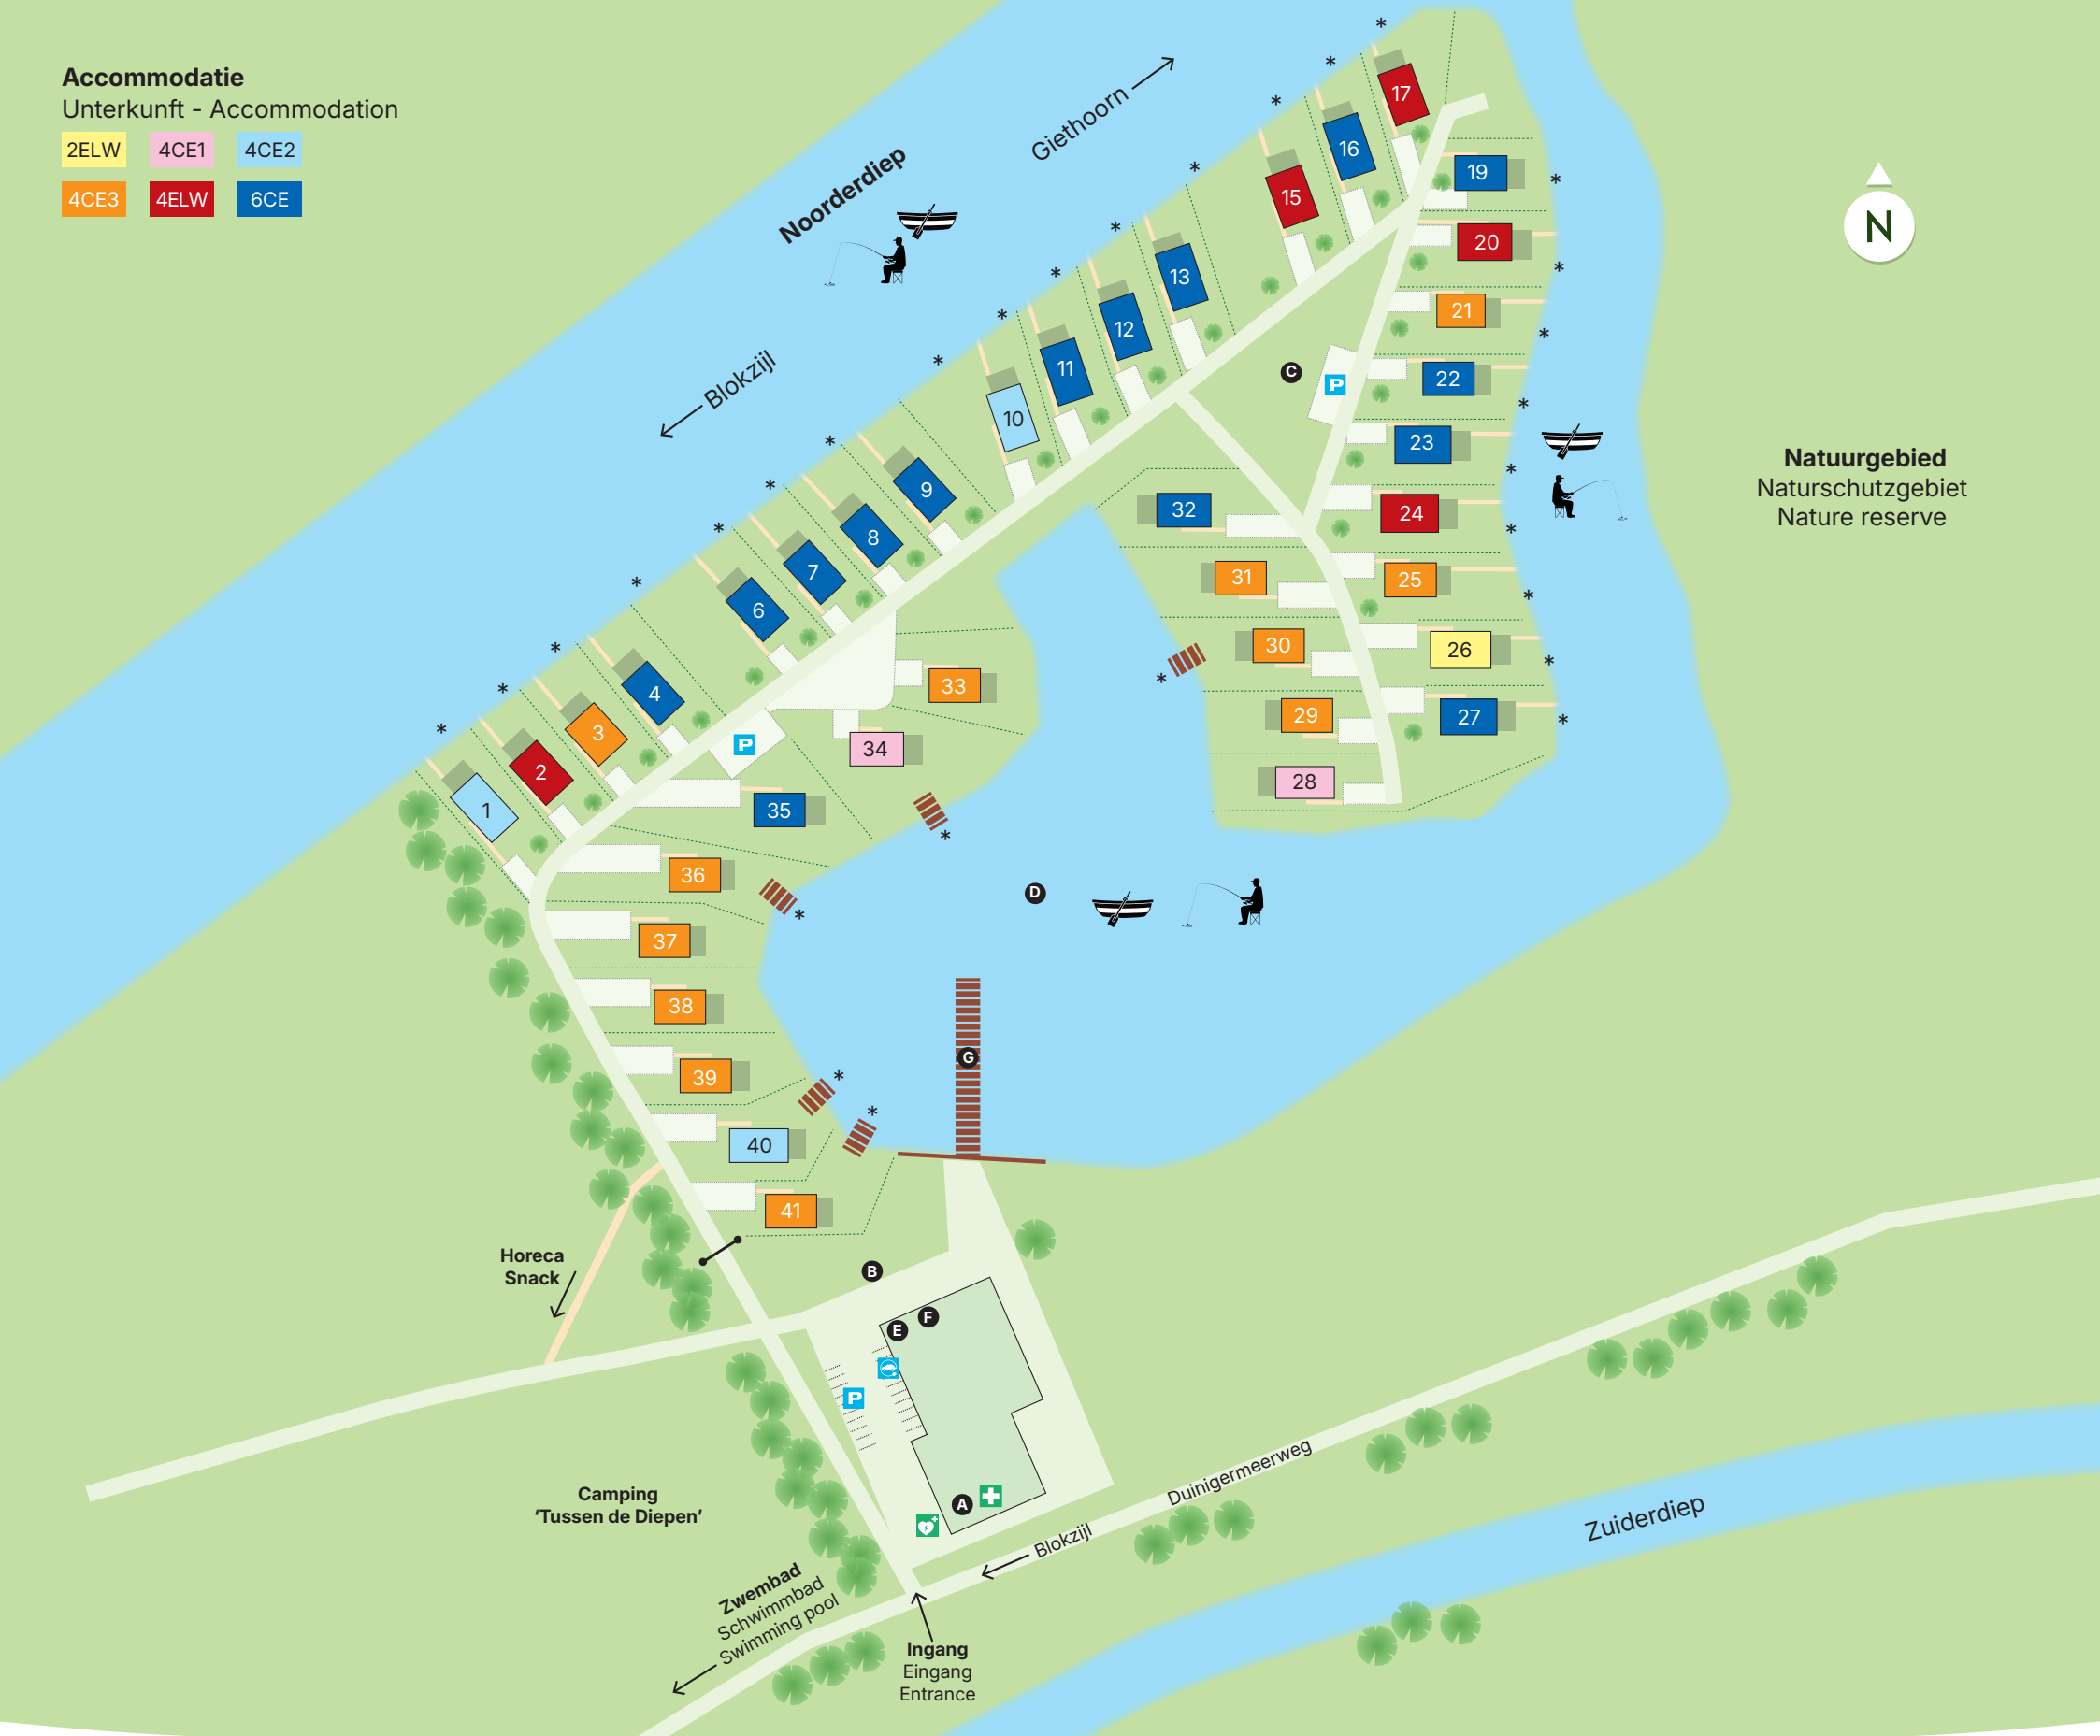 Accommodatie
Unterkunft - Accommodation
2ELW 4CE1 4CE2
4CE3 4ELW 6CE
Noorderdiep
Giethoorn
Blokzijl
N
Natuurgebied
Naturschutzgebiet
Nature reserve
*
17
*
16
*
15
*
13
*
12
*
11
*
10
*
9
*
8
*
7
*
6
*
4
*
3
*
2
*
1
19
*
20
*
21
*
22
*
23
*
24
*
25
*
26
*
27
*
C
P
32
31
30
*
29
28
33
34
P
35
*
36
*
37
38
39
*
40
*
41
D
G
B
F
E
P
A
Horeca
Snack
Camping
‘Tussen de Diepen’
Duinigermeerweg
Blokzijl
Zuiderdiep
Zwembad
Schwimmbad
Swimming pool
Ingang
Eingang
Entrance